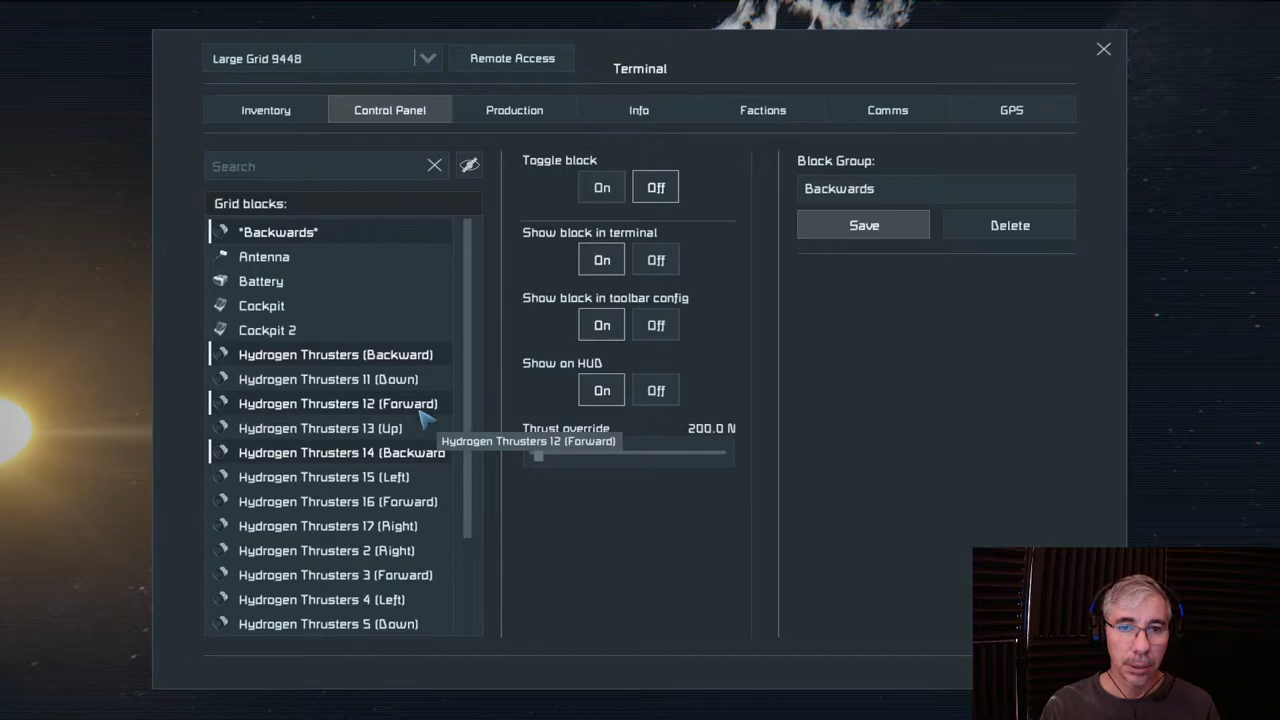 Large Grid 9448
Remote Access
Terminal
Inventory
Control Panel
Production
Info
Factions
Comms
GPS
Search
Grid blocks:
*Backwards*
Antenna
Battery
Cockpit
Cockpit 2
Hydrogen Thrusters (Backward)
Hydrogen Thrusters 11 (Down)
Hydrogen Thrusters 12 (Forward)
Hydrogen Thrusters 13 (Up)
Hydrogen Thrusters 14 (Backward
Hydrogen Thrusters 15 (Left)
Hydrogen Thrusters 16 (Forward)
Hydrogen Thrusters 17 (Right)
Hydrogen Thrusters 2 (Right)
Hydrogen Thrusters 3 (Forward)
Hydrogen Thrusters 4 (Left)
Hydrogen Thrusters 5 (Down)
Hydrogen Thrusters 12 (Forward)
Toggle block
On Off
Show block in terminal
On Off
Show block in toolbar config
On Off
Show on HUD
On Off
Thrust override 200.0 N
Block Group:
Backwards
Save Delete